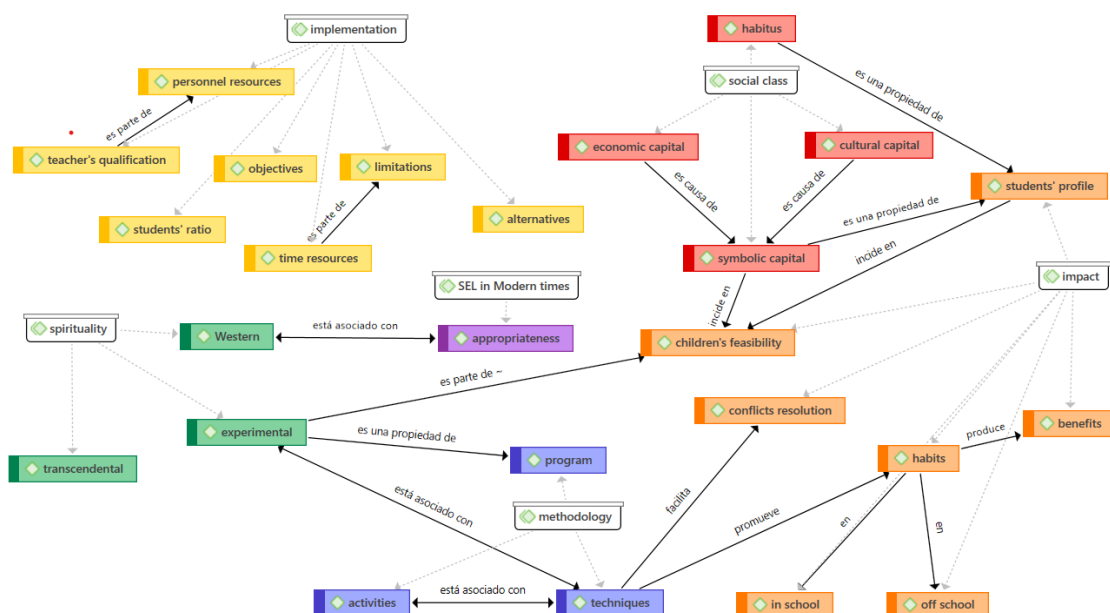 implementation
habitus
personnel resources
social class
es una propiedad de
es parte de
teacher's qualification
objectives
limitations
economic capital
cultural capital
students' profile
es causa de
es causa de
es parte de
students' ratio
alternatives
es una propiedad de
time resources
symbolic capital
incide en
impact
SEL in Modern times
incide en
spirituality
Western
está asociado con
appropriateness
children's feasibility
es parte de ~
conflicts resolution
benefits
experimental
es una propiedad de
produce
transcendental
program
habits
está asociado con
facilita
promueve
methodology
en
en
activities
está asociado con
techniques
in school
off school